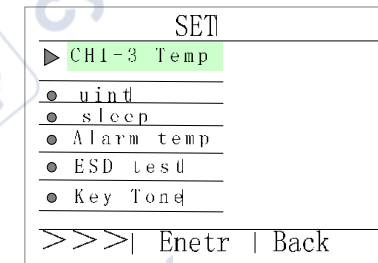 SET
CH1-3 Temp
uint
sleep
Alarm temp
ESD test
Key Tone
>>>| Enetr | Back